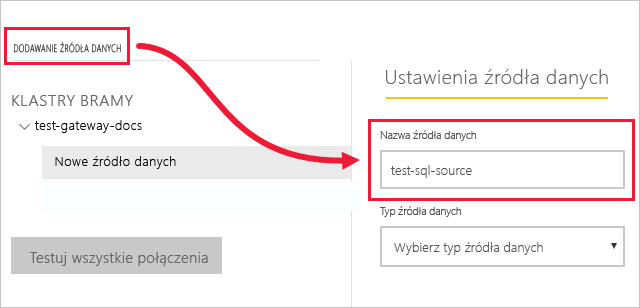 DODAWANIE ŹRÓDŁA DANYCH
KLASTRY BRAMY
test-gateway-docs
Nowe źródło danych
Testuj wszystkie połączenia
Ustawienia źródła danych
Nazwa źródła danych
test-sql-source
Typ źródła danych
Wybierz typ źródła danych